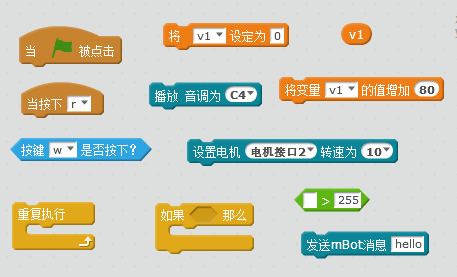 当 被点击
将 v1 设定为 0
v1
当按下 r
播放 音调为 C4
将变量 v1 的值增加 80
按键 w 是否按下?
设置电机 电机接口2 转速为 10
重复执行
如果 那么
> 255
发送mBot消息 hello